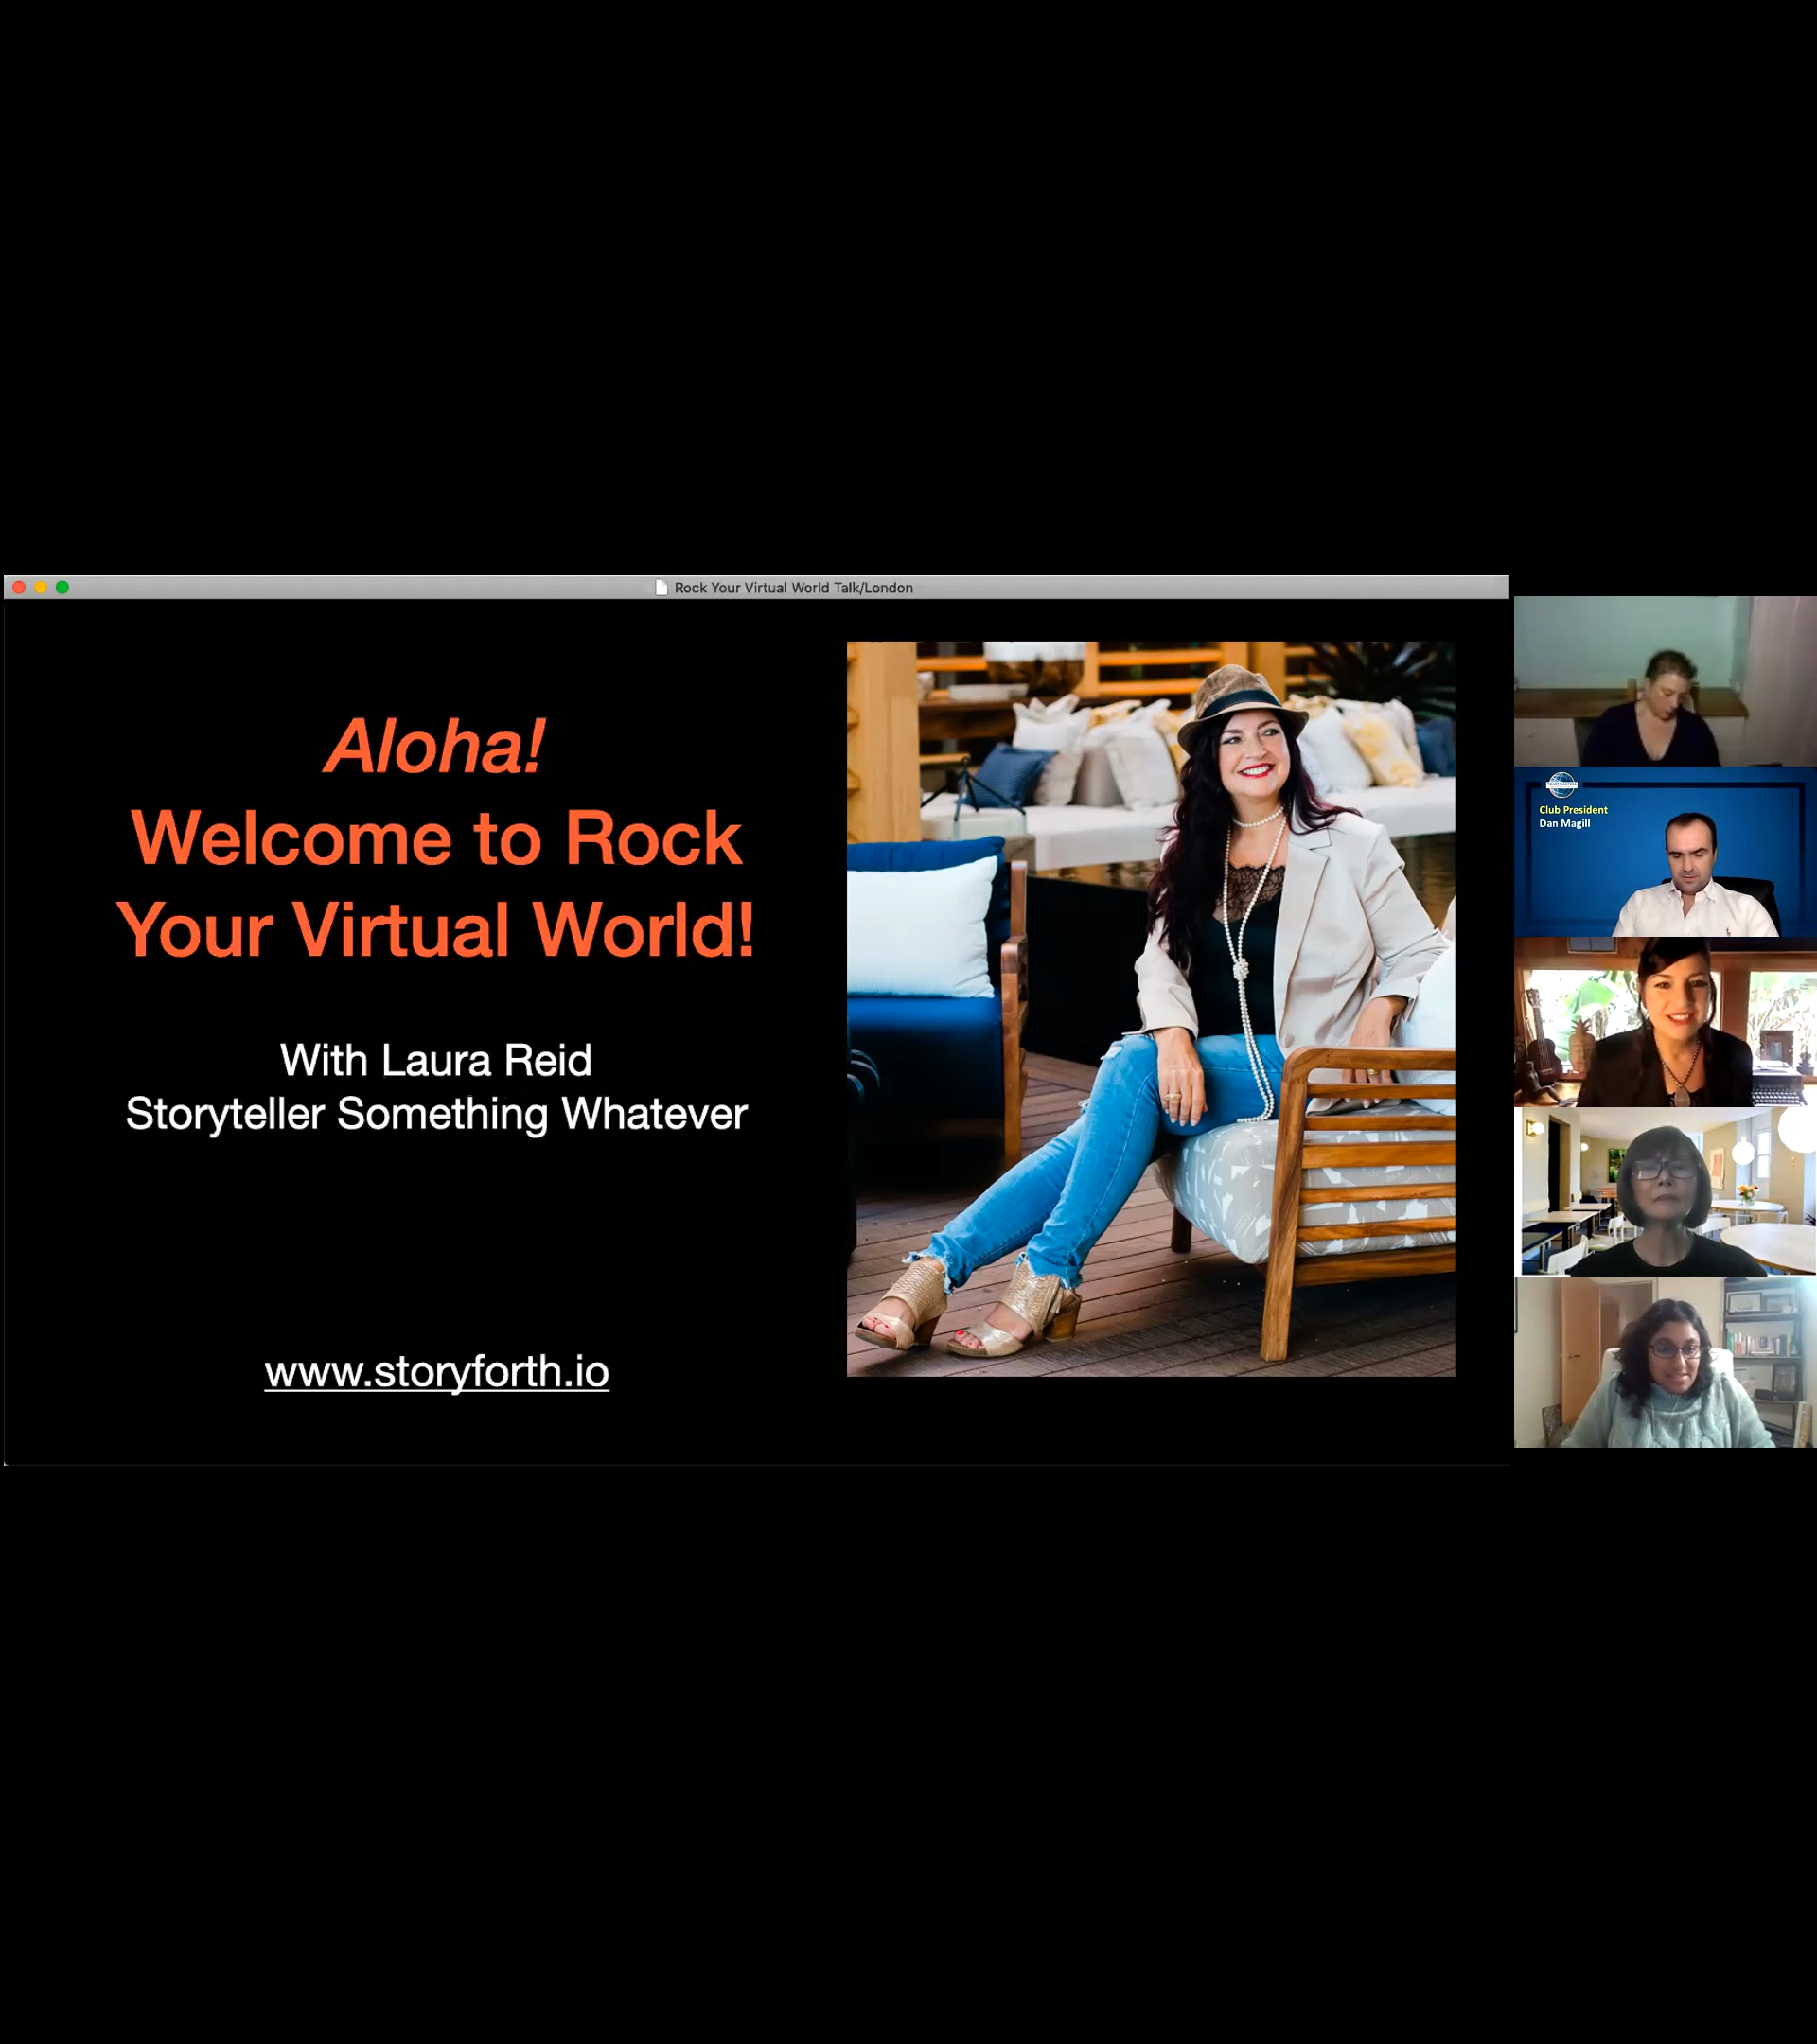 Rock Your Virtual World Talk/London
Aloha!
Welcome to Rock
Your Virtual World!
With Laura Reid
Storyteller Something Whatever
www.storyforth.io
Club President
Dan Magill